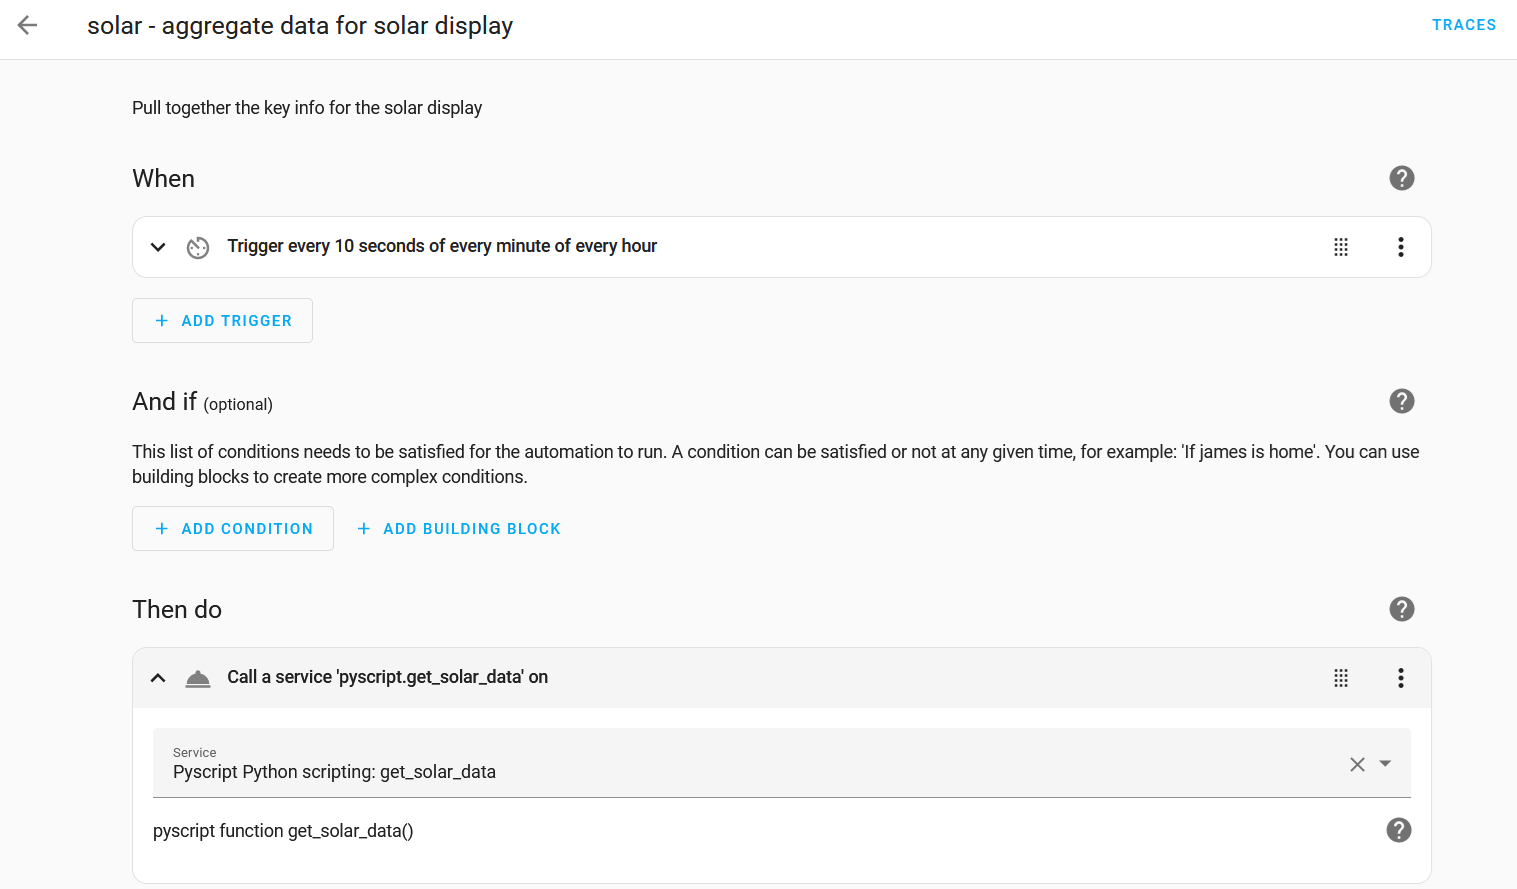 solar - aggregate data for solar display
TRACES
Pull together the key info for the solar display
When
Trigger every 10 seconds of every minute of every hour
+ ADD TRIGGER
And if (optional)
This list of conditions needs to be satisfied for the automation to run. A condition can be satisfied or not at any given time, for example: 'If james is home'. You can use
building blocks to create more complex conditions.
+ ADD CONDITION + ADD BUILDING BLOCK
Then do
Call a service 'pyscript.get_solar_data' on
Service
Pyscript Python scripting: get_solar_data
pyscript function get_solar_data()